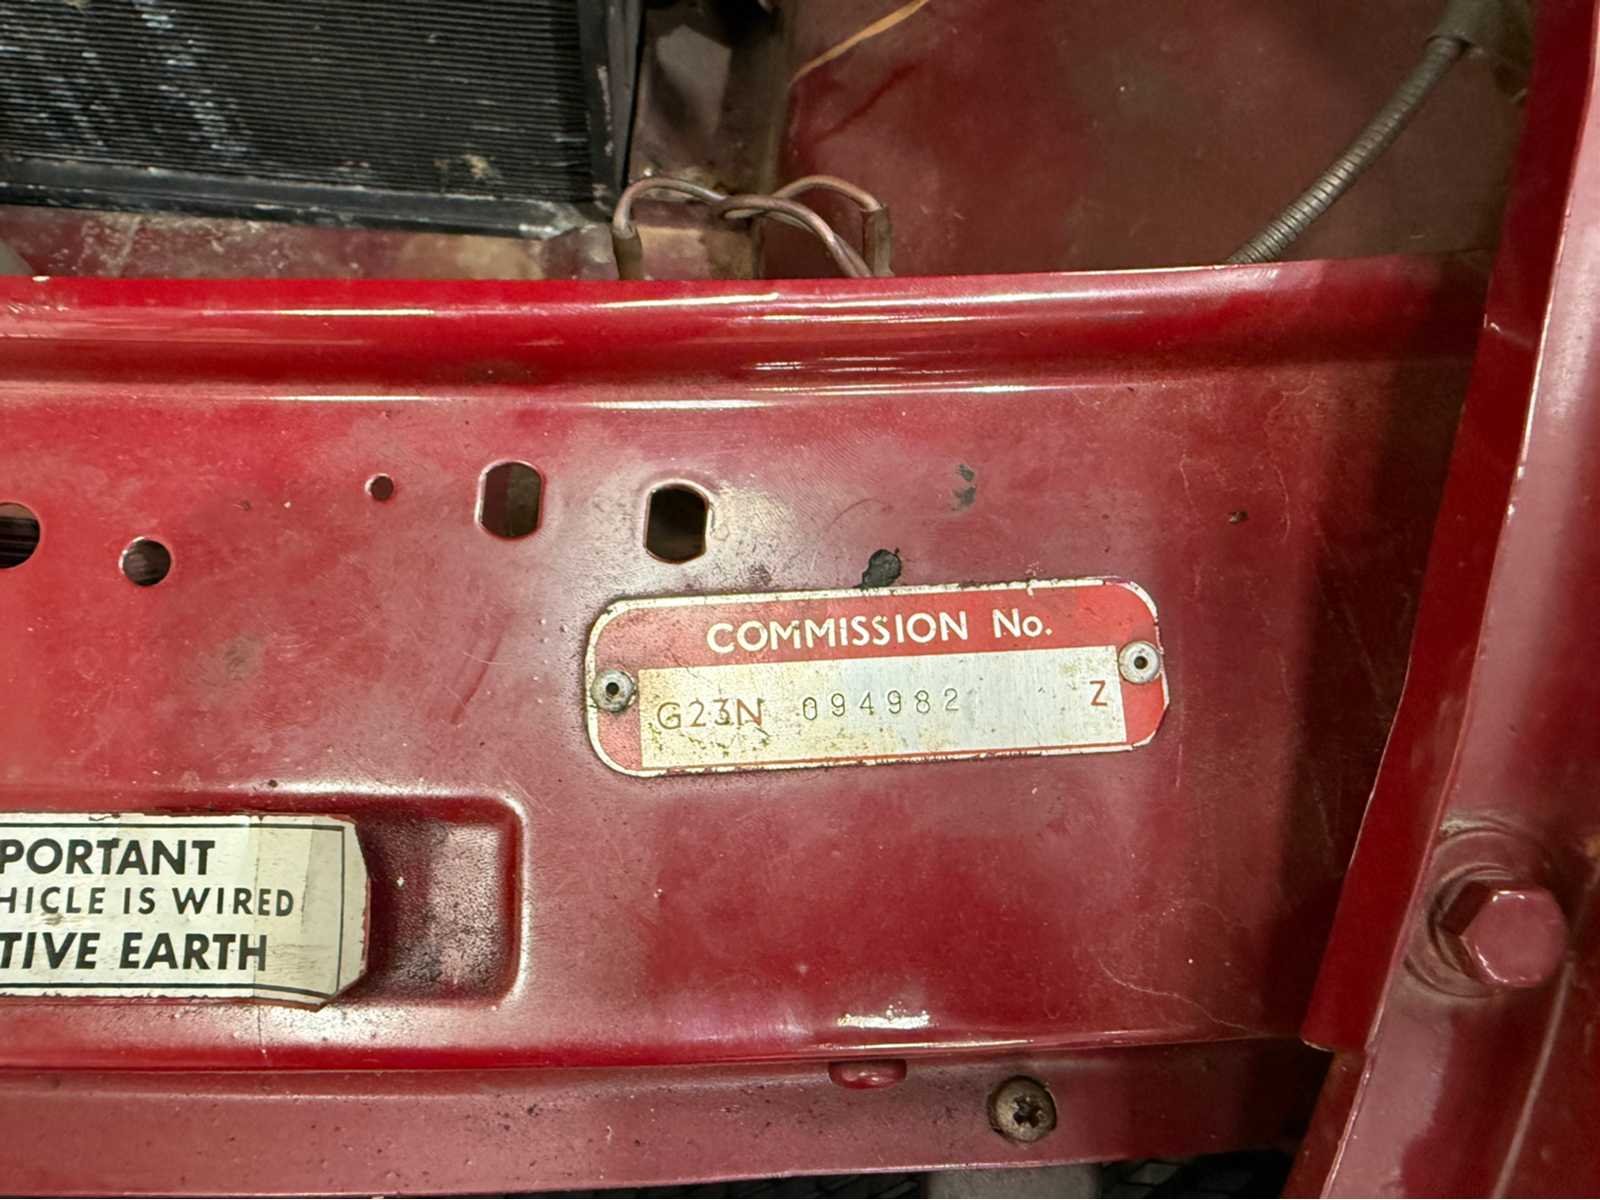 COMMISSION No.
G23N 094982 Z
PORTANT
HICLE IS WIRED
TIVE EARTH